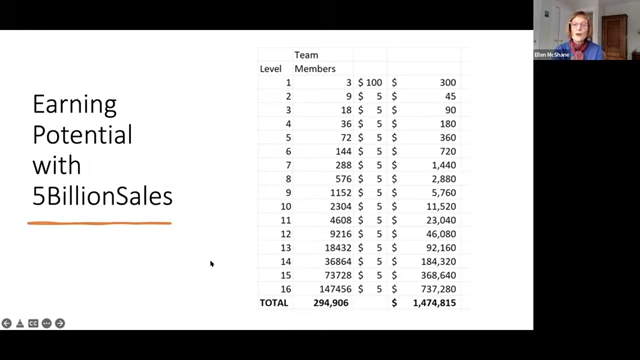 Ellen McShane
Earning
Potential
with
5BillionSales
Team
Level Members
1 3 $ 100 $ 300
2 9 $ 5 $ 45
3 18 $ 5 $ 90
4 36 $ 5 $ 180
5 72 $ 5 $ 360
6 144 $ 5 $ 720
7 288 $ 5 $ 1,440
8 576 $ 5 $ 2,880
9 1152 $ 5 $ 5,760
10 2304 $ 5 $ 11,520
11 4608 $ 5 $ 23,040
12 9216 $ 5 $ 46,080
13 18432 $ 5 $ 92,160
14 36864 $ 5 $ 184,320
15 73728 $ 5 $ 368,640
16 147456 $ 5 $ 737,280
TOTAL 294,906 $ 1,474,815